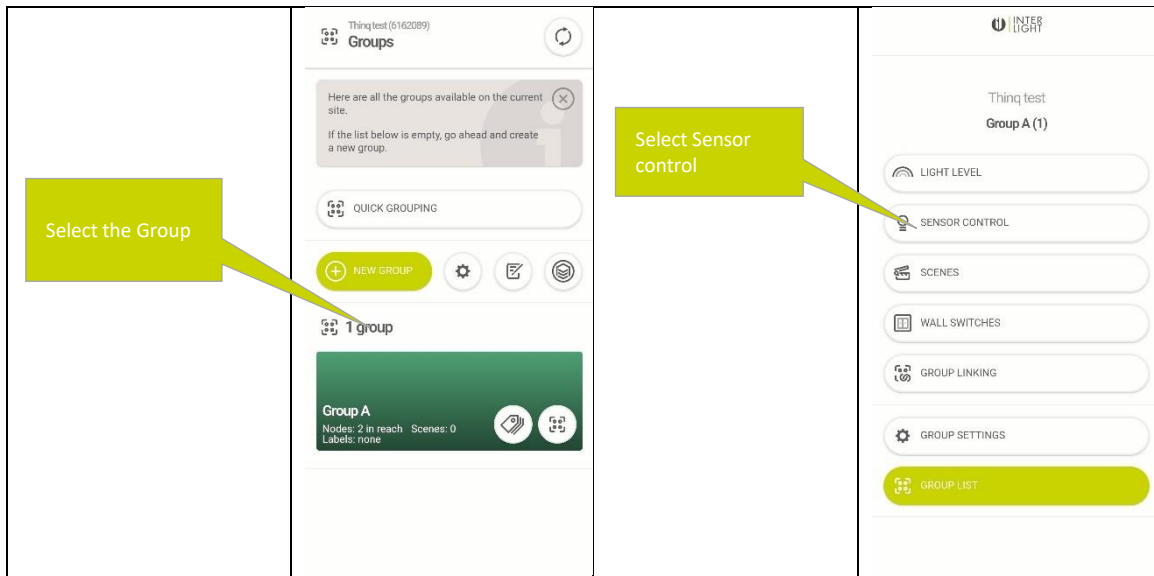 Select the Group
Thinq test (6162089)
Groups
Here are all the groups available on the current
site.
If the list below is empty, go ahead and create
a new group.
QUICK GROUPING
NEW GROUP
1 group
Group A
Nodes: 2 in reach Scenes: 0
Labels: none
Select Sensor
control
INTER
LIGHT
Thinq test
Group A (1)
LIGHT LEVEL
SENSOR CONTROL
SCENES
WALL SWITCHES
GROUP LINKING
GROUP SETTINGS
GROUP LIST